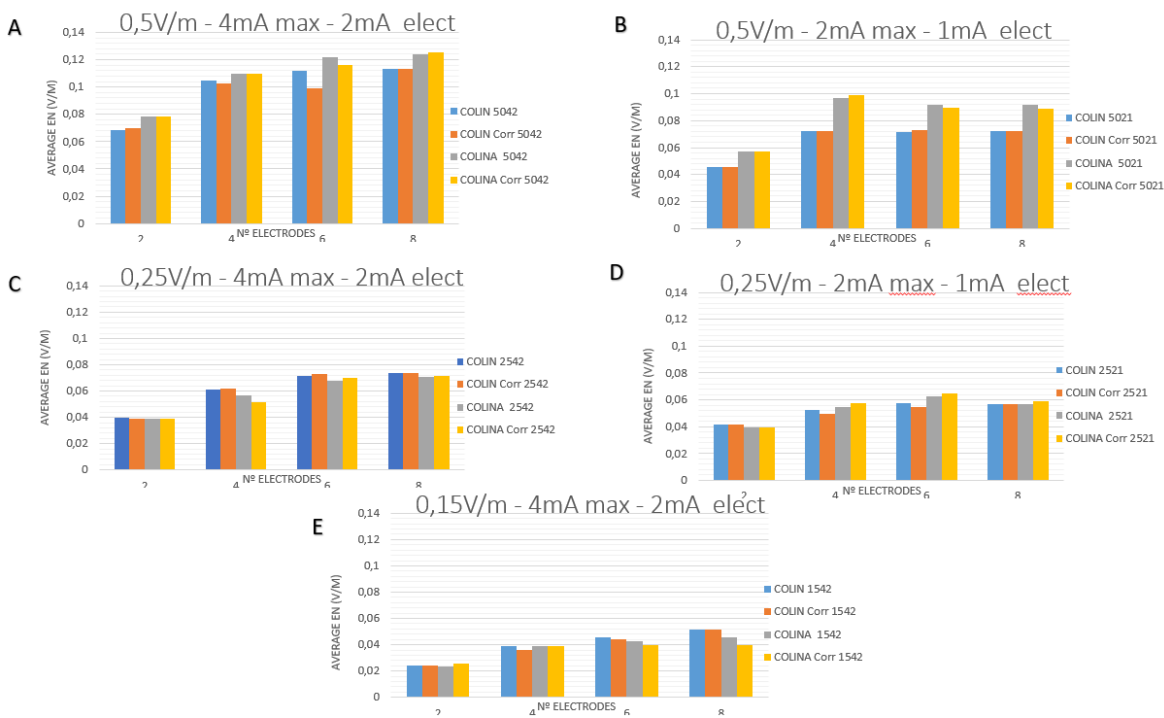 A
0,5V/m - 4mA max - 2mA elect
0,14
0,12
0,1
0,08
0,06
0,04
0,02
0
AVERAGE EN (V/M)
2
4
6
8
Nº ELECTRODES
COLIN 5042
COLIN Corr 5042
COLINA 5042
COLINA Corr 5042
B
0,5V/m - 2mA max - 1mA elect
0,14
0,12
0,1
0,08
0,06
0,04
0,02
0
AVERAGE EN (V/M)
2
4
6
8
Nº ELECTRODES
COLIN 5021
COLIN Corr 5021
COLINA 5021
COLINA Corr 5021
C
0,25V/m - 4mA max - 2mA elect
0,14
0,12
0,1
0,08
0,06
0,04
0,02
0
AVERAGE EN (V/M)
2
4
6
8
Nº ELECTRODES
COLIN 2542
COLIN Corr 2542
COLINA 2542
COLINA Corr 2542
D
0,25V/m - 2mA max - 1mA elect
0,14
0,12
0,1
0,08
0,06
0,04
0,02
0
AVERAGE EN (V/M)
2
4
6
8
Nº ELECTRODES
COLIN 2521
COLIN Corr 2521
COLINA 2521
COLINA Corr 2521
E
0,15V/m - 4mA max - 2mA elect
0,14
0,12
0,1
0,08
0,06
0,04
0,02
0
AVERAGE EN (V/M)
2
4
6
8
Nº ELECTRODES
COLIN 1542
COLIN Corr 1542
COLINA 1542
COLINA Corr 1542